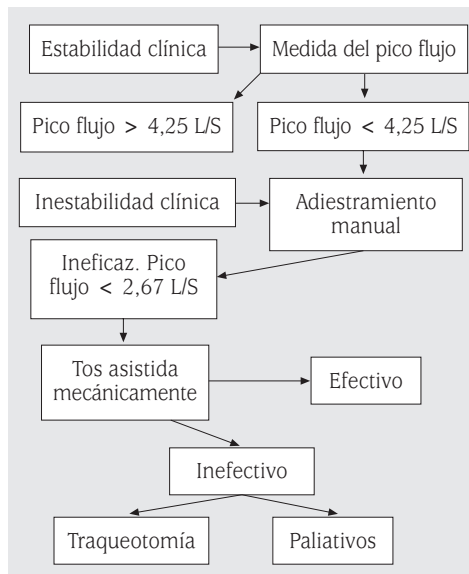 Estabilidad clínica
Medida del pico flujo
Pico flujo > 4,25 L/S
Pico flujo < 4,25 L/S
Inestabilidad clínica
Adiestramiento
manual
Ineficaz. Pico
flujo < 2,67 L/S
Tos asistida
mecánicamente
Efectivo
Inefectivo
Traqueotomía
Paliativos